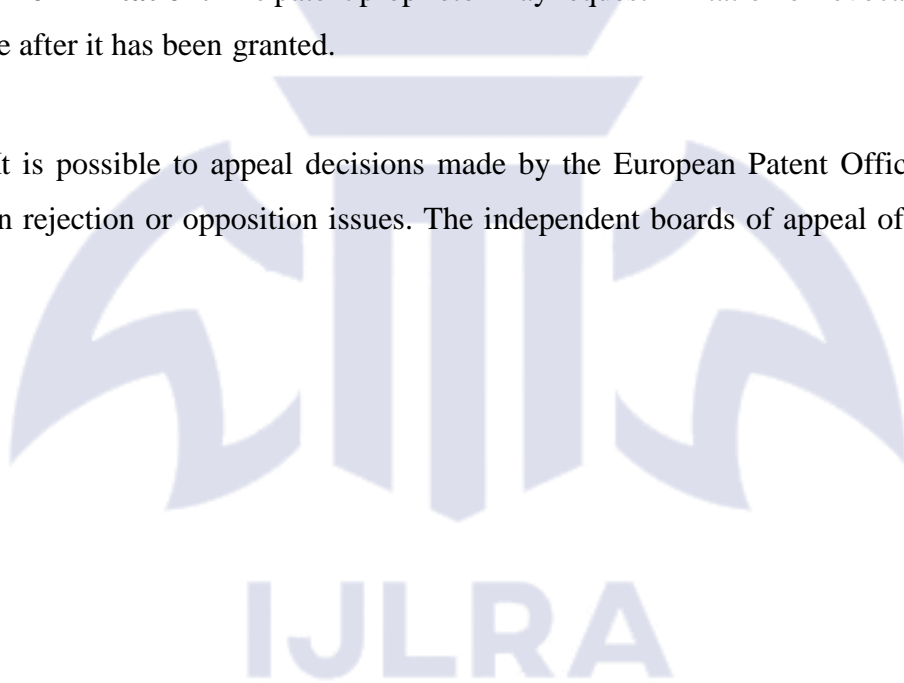 e after it has been granted.
t is possible to appeal decisions made by the European Patent Offic
n rejection or opposition issues. The independent boards of appeal of
IJLRA